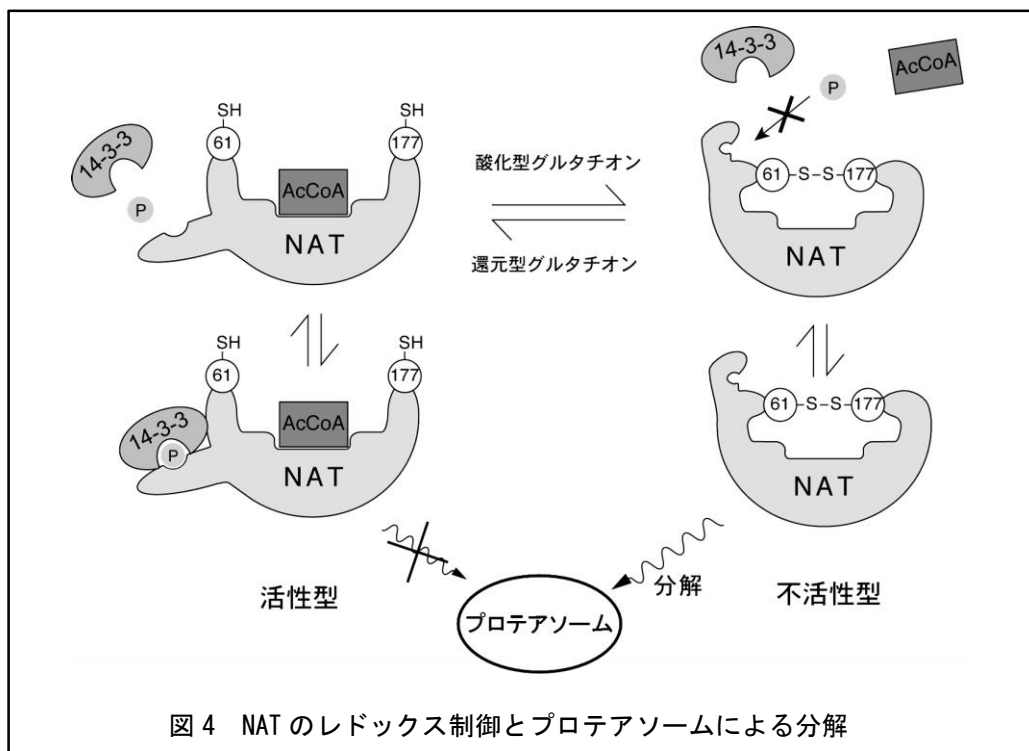 14-3-3
AcCoA
P
SH
SH
14-3-3
61
177
P
AcCoA
NAT
酸化型グルタチオン
還元型グルタチオン
61-S-S-177
NAT
SH
SH
61
177
14-3-3
P
AcCoA
NAT
61-S-S-177
NAT
活性型
プロテアソーム
分解
不活性型
図4 NATのレドックス制御とプロテアソームによる分解